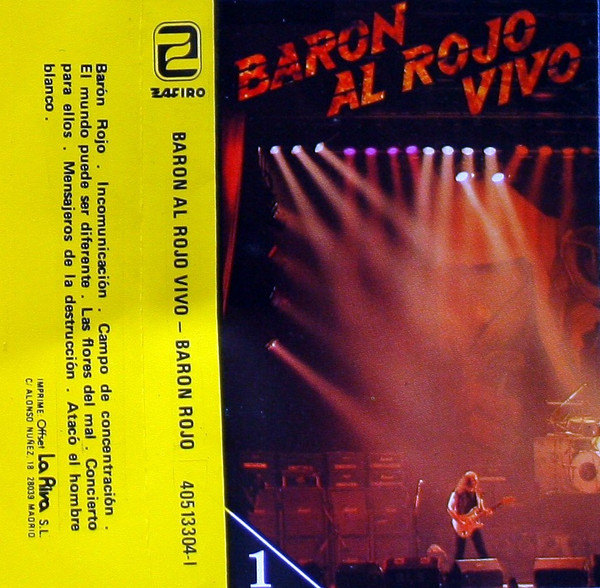 BARON
AL ROJO
VIVO
1
ZAFIRO
BARON AL ROJO VIVO – BARON ROJO 40513304-I
Barón Rojo . Incomunicación . Campo de concentración .
El mundo puede ser diferente . Las flores del mal . Concierto
para ellos . Mensajeros de la destrucción . Atacó el hombre
blanco .
IMPRIME Offset La Riva S.L.
C/ ALONSO NUÑEZ, 18 28039 MADRID